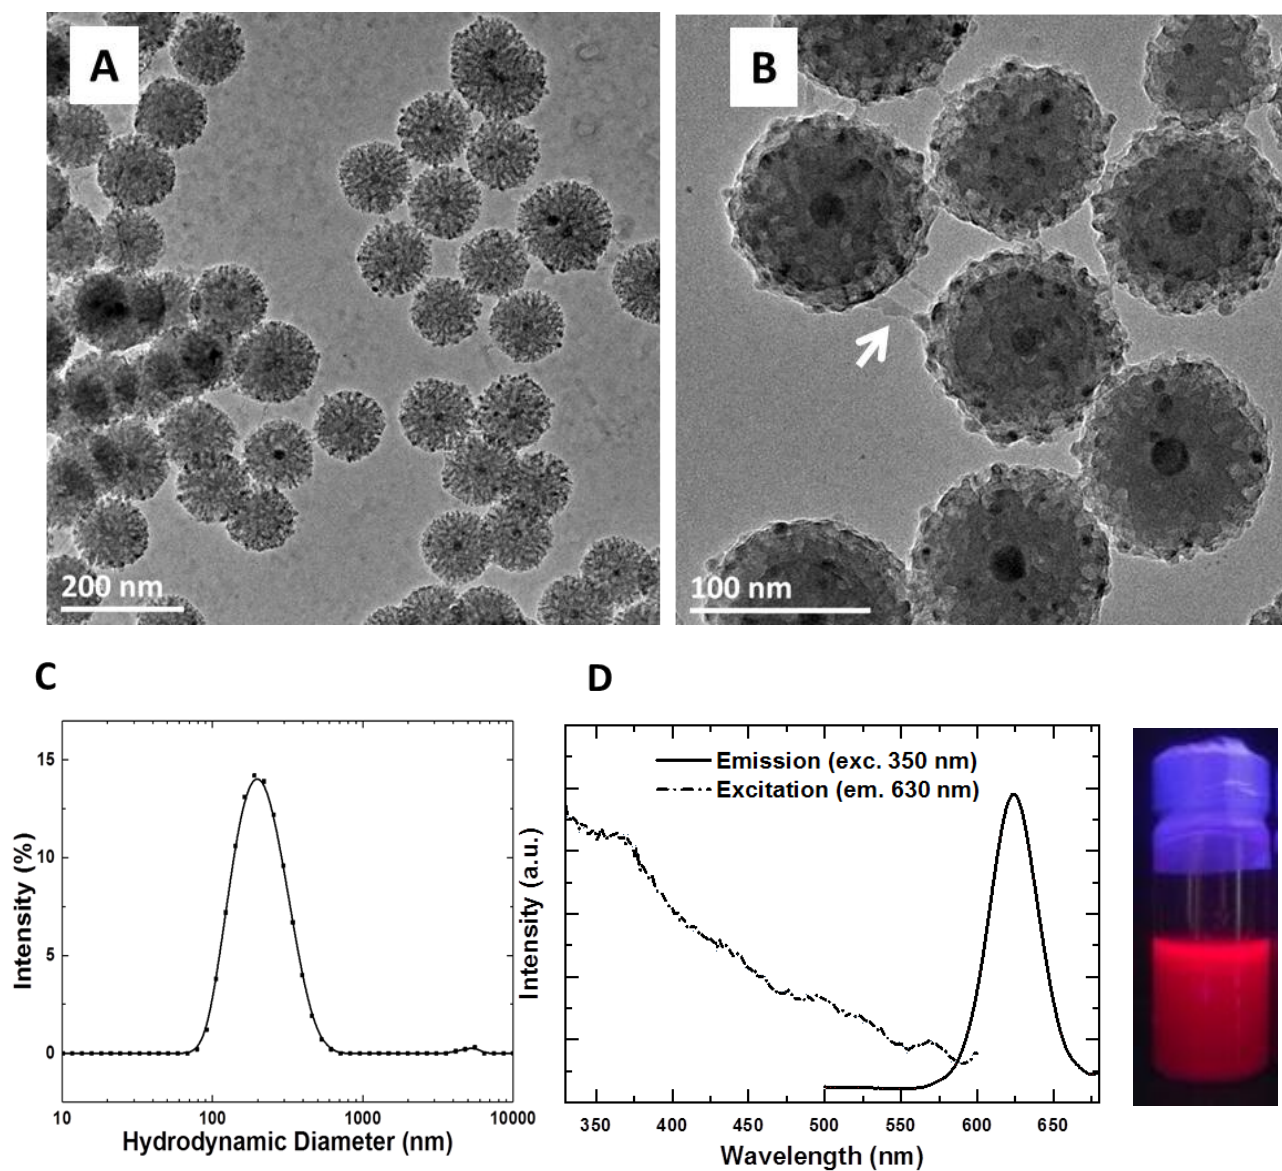 A
B
200 nm
100 nm
C
D
Intensity (%)
15
10
5
0
10
100
1000
10000
Hydrodynamic Diameter (nm)
Intensity (a.u.)
Emission (exc. 350 nm)
Excitation (em. 630 nm)
350
400
450
500
550
600
650
Wavelength (nm)